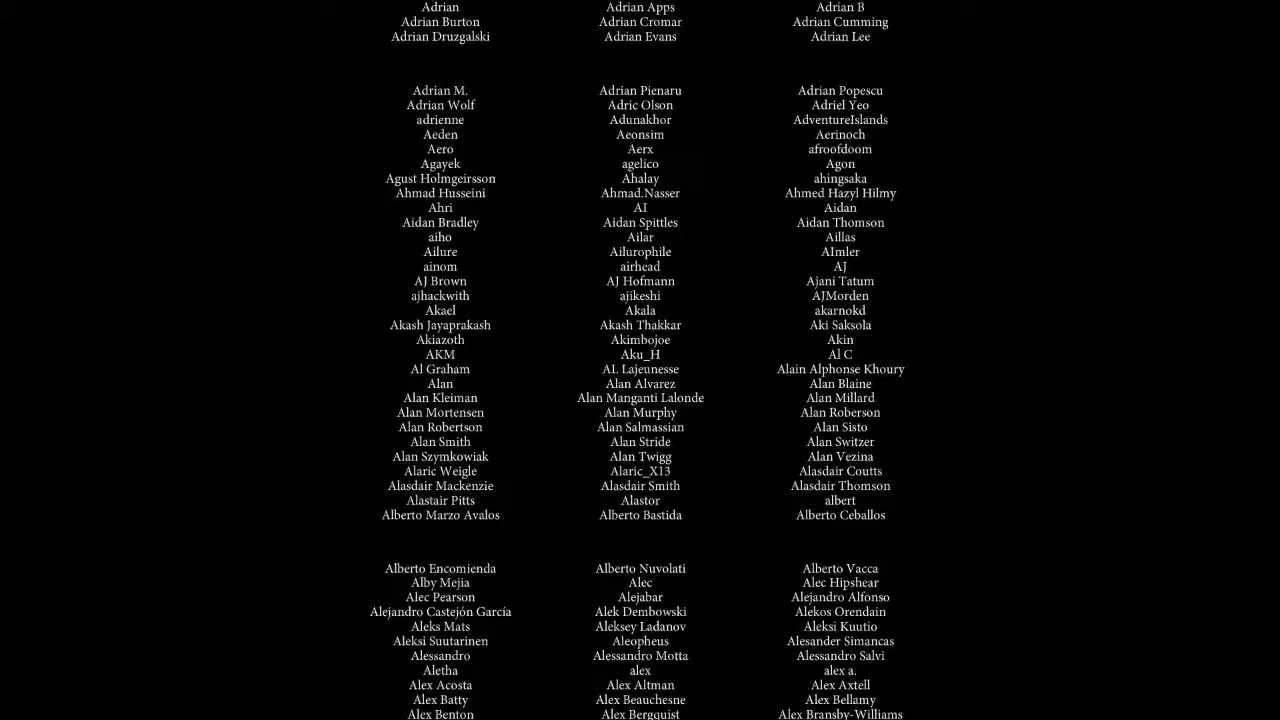 Adrian Adrian Apps Adrian B
Adrian Burton Adrian Cromar Adrian Cumming
Adrian Druzgalski Adrian Evans Adrian Lee
Adrian M. Adrian Pienaru Adrian Popescu
Adrian Wolf Adric Olson Adriel Yeo
adrienne Adunakhor AdventureIslands
Aeden Aeonsim Aerinoch
Aero Aerx afroofdoom
Agayek agelico Agon
Agust Holmgeirsson Ahalay ahingsaka
Ahmad Husseini Ahmad.Nasser Ahmed Hazyl Hilmy
Ahri AI Aidan
Aidan Bradley Aidan Spittles Aidan Thomson
aiho Ailar Aillas
Ailure Ailurophile AImler
ainom airhead AJ
AJ Brown AJ Hofmann Ajani Tatum
ajhackwith ajikeshi AJMorden
Akael Akala akarnokd
Akash Jayaprakash Akash Thakkar Aki Saksola
Akiazoth Akimbojoe Akin
AKM Aku_H Al C
Al Graham AL Lajeunesse Alain Alphonse Khoury
Alan Alan Alvarez Alan Blaine
Alan Kleiman Alan Manganti Lalonde Alan Millard
Alan Mortensen Alan Murphy Alan Roberson
Alan Robertson Alan Salmassian Alan Sisto
Alan Smith Alan Stride Alan Switzer
Alan Szymkowiak Alan Twigg Alan Vezina
Alaric Weigle Alaric_X13 Alasdair Coutts
Alasdair Mackenzie Alasdair Smith Alasdair Thomson
Alastair Pitts Alastor albert
Alberto Marzo Avalos Alberto Bastida Alberto Ceballos
Alberto Encomienda Alberto Nuvolati Alberto Vacca
Alby Mejia Alec Alec Hipshear
Alec Pearson Alejabar Alejandro Alfonso
Alejandro Castejón García Alek Dembowski Alekos Orendain
Aleks Mats Aleksey Ladanov Aleksi Kuutio
Aleksi Suutarinen Aleopheus Alesander Simancas
Alessandro Alessandro Motta Alessandro Salvi
Aletha alex alex a.
Alex Acosta Alex Altman Alex Axtell
Alex Batty Alex Beauchesne Alex Bellamy
Alex Benton Alex Bergquist Alex Bransby-Williams